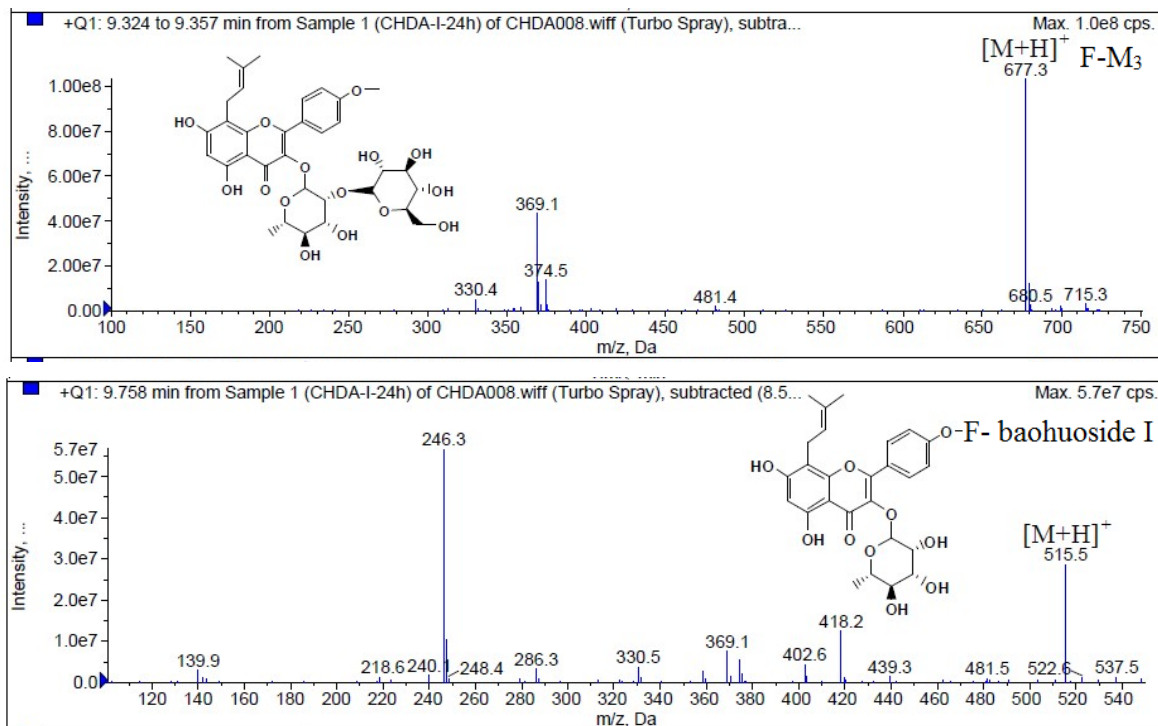 +Q1: 9.324 to 9.357 min from Sample 1 (CHDA-I-24h) of CHDA008.wiff (Turbo Spray), subtra... Max. 1.0e8 cps.
[M+H]+ F-M3
677.3
1.00e8
8.00e7
6.00e7
4.00e7
2.00e7
0.00
Intensity, ...
HO
O
O
O
OH
O
O
HO
OH
O
OH
O
OH
O
OH
OH
369.1
374.5
330.4
481.4
680.5
715.3
100 150 200 250 300 350 400 450 500 550 600 650 700 750
m/z, Da
+Q1: 9.758 min from Sample 1 (CHDA-I-24h) of CHDA008.wiff (Turbo Spray), subtracted (8.5... Max. 5.7e7 cps.
F- baohuoside I
[M+H]+
515.5
5.7e7
5.0e7
4.0e7
3.0e7
2.0e7
1.0e7
0.0
Intensity, ...
HO
O
O
O
OH
O
O
OH
OH
OH
246.3
418.2
369.1
402.6
139.9
218.6
240.1
248.4
286.3
330.5
439.3
481.5
522.6
537.5
120 140 160 180 200 220 240 260 280 300 320 340 360 380 400 420 440 460 480 500 520 540
m/z, Da